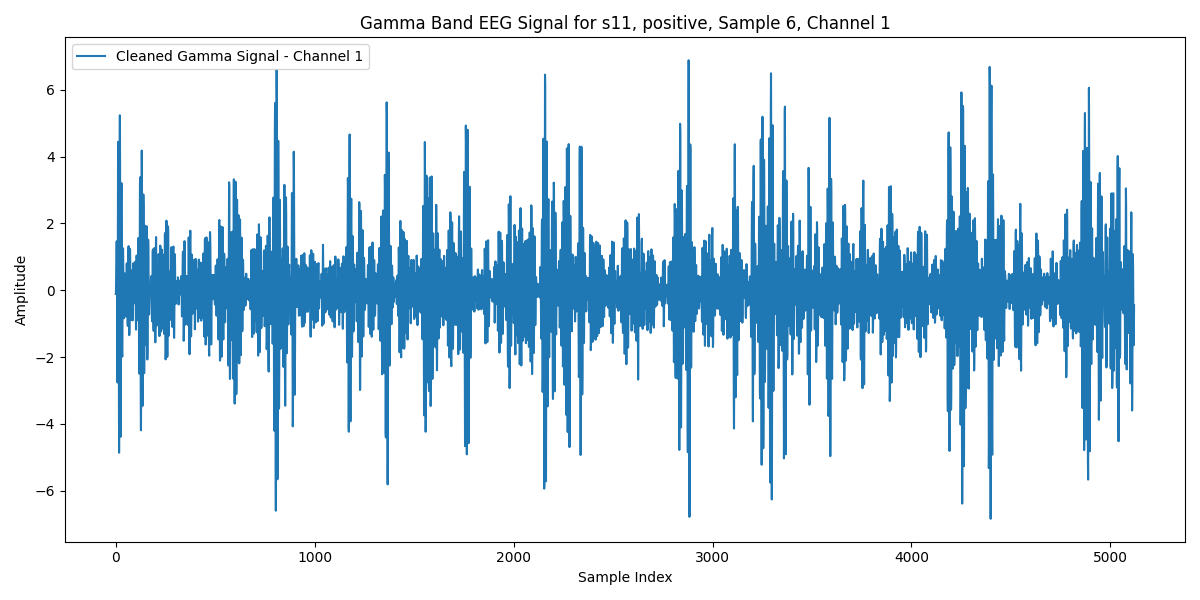 Gamma Band EEG Signal for s11, positive, Sample 6, Channel 1
Cleaned Gamma Signal - Channel 1
Amplitude
6
4
2
0
−2
−4
−6
0 1000 2000 3000 4000 5000
Sample Index